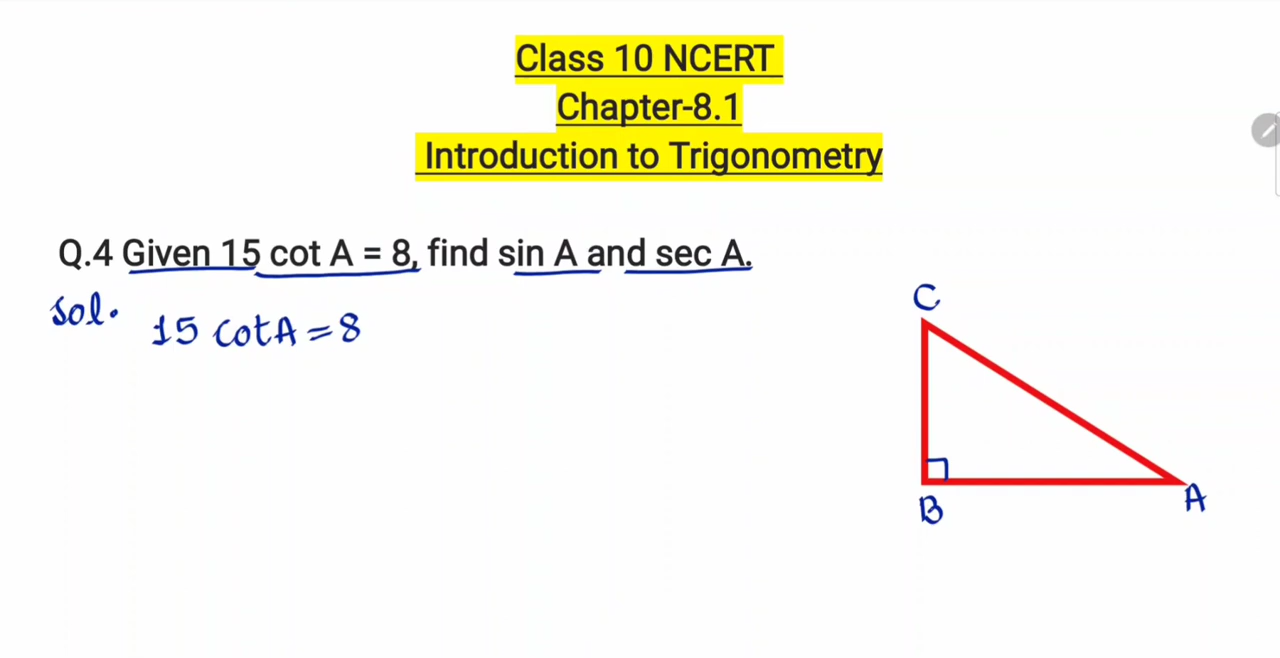 Class 10 NCERT
Chapter-8.1
Introduction to Trigonometry
Q.4 Given 15 cot A = 8, find sin A and sec A.
Sol.
15 cotA = 8
C
B
A